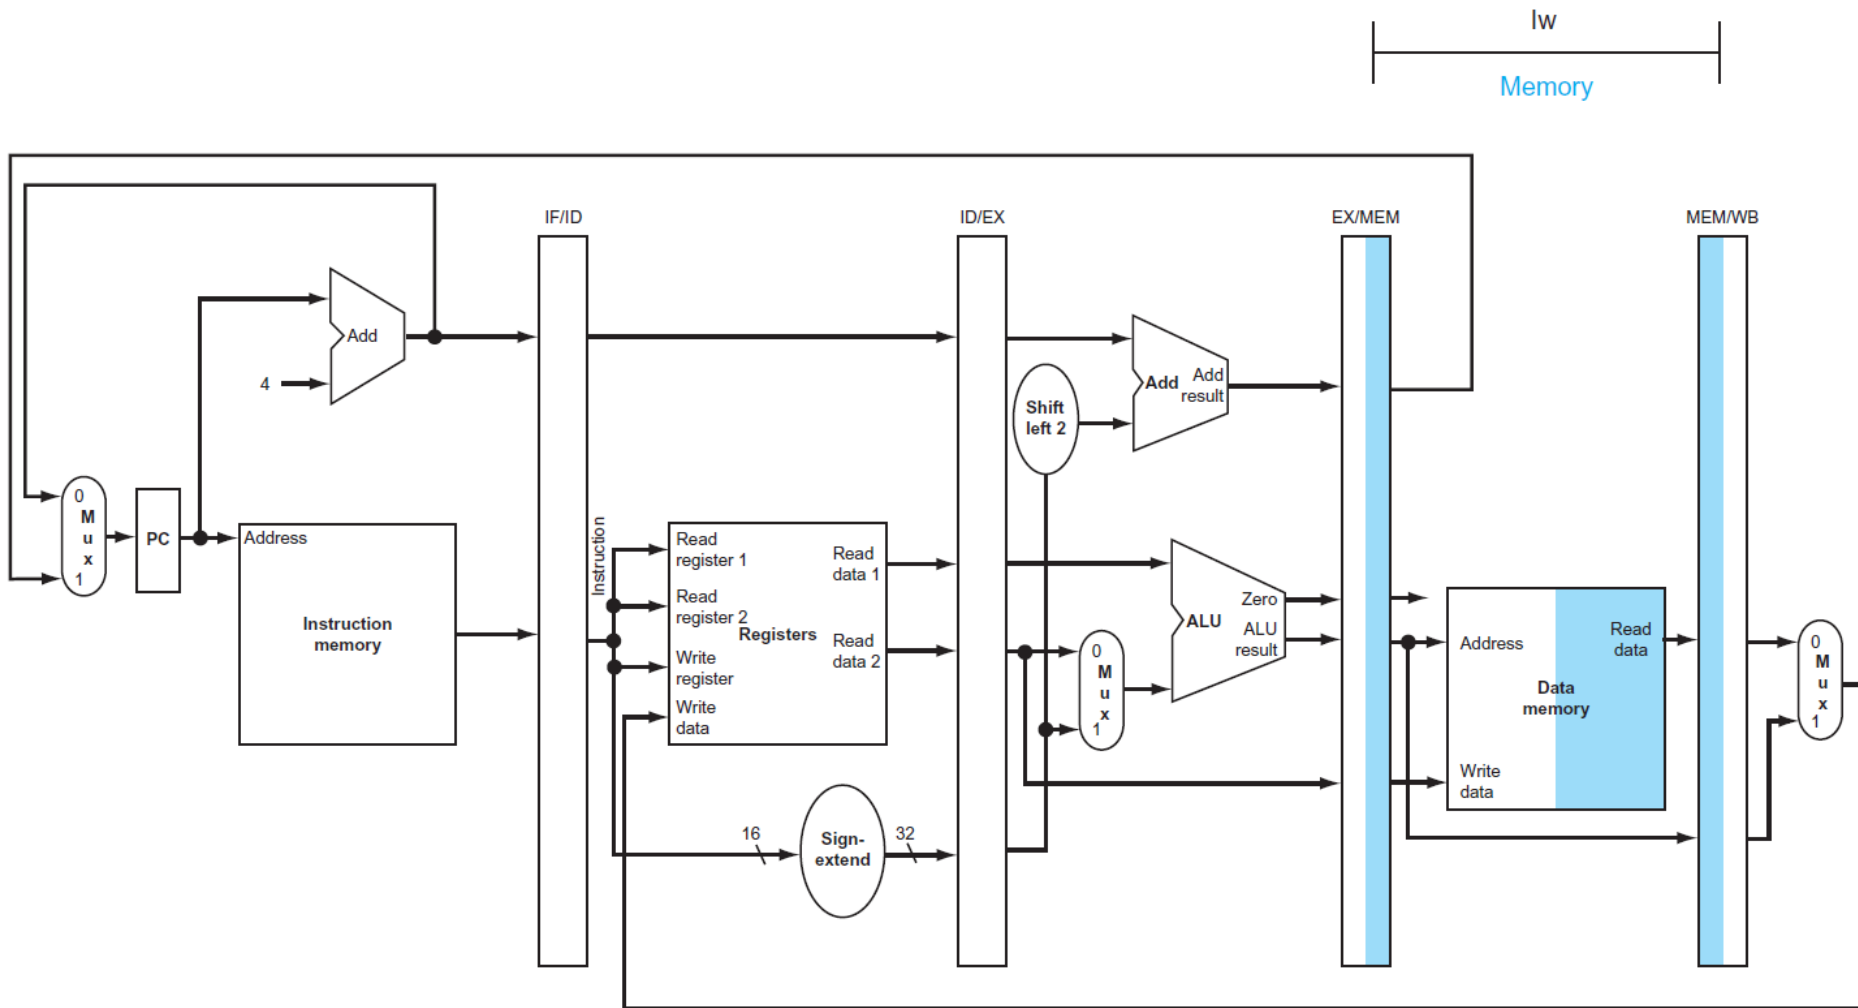 lw
Memory
IF/ID
ID/EX
EX/MEM
MEM/WB
Add
4
Add
Add
result
Shift
left 2
0
M
u
x
1
PC
Address
Instruction
memory
Instruction
Read
register 1
Read
register 2
Registers
Write
register
Write
data
Read
data 1
Read
data 2
0
M
u
x
1
Zero
ALU
ALU
result
Address
Read
data
Data
memory
Write
data
0
M
u
x
1
16
Sign-
extend
32